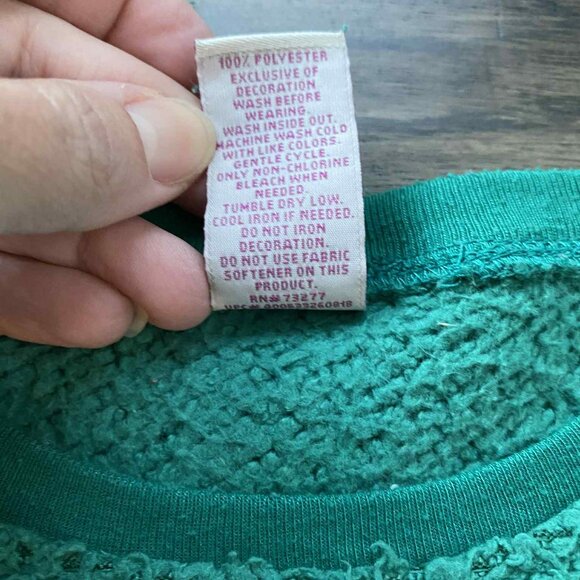 100% POLYESTER
EXCLUSIVE OF
DECORATION
WASH BEFORE
WEARING.
WASH INSIDE OUT.
MACHINE WASH COLD
WITH LIKE COLORS.
GENTLE CYCLE.
ONLY NON-CHLORINE
BLEACH WHEN
NEEDED.
TUMBLE DRY LOW.
COOL IRON IF NEEDED.
DO NOT IRON
DECORATION.
DO NOT USE FABRIC
SOFTENER ON THIS
PRODUCT.
RN# 73277
UPC#